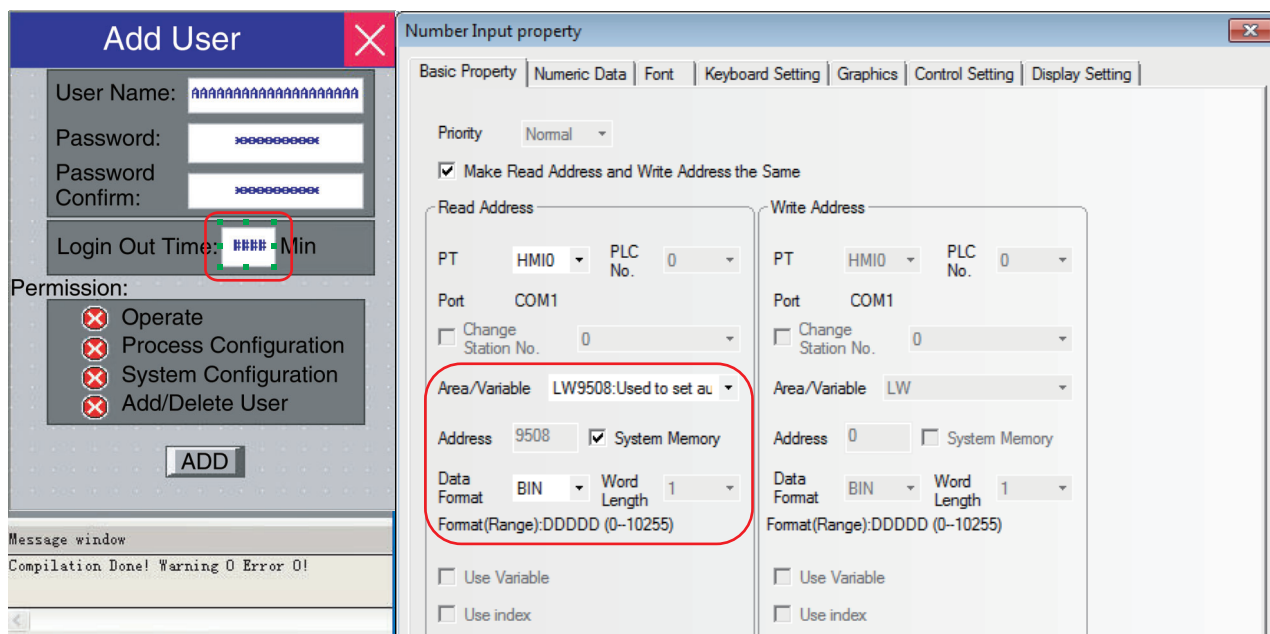 Add User
User Name: AAAAAAAAAAAAAAAAAAAA
Password: **********
Password
Confirm: **********
Login Out Time: #### Min
Permission:
Operate
Process Configuration
System Configuration
Add/Delete User
ADD
Message window
Compilation Done! Warning 0 Error 0!
Number Input property
Basic Property Numeric Data Font Keyboard Setting Graphics Control Setting Display Setting
Priority Normal
Make Read Address and Write Address the Same
Read Address
PT HMI0 PLC No. 0
Port COM1
Change Station No. 0
Area/Variable LW9508:Used to set au
Address 9508 System Memory
Data Format BIN Word Length 1
Format(Range):DDDDD (0--10255)
Use Variable
Use index
Write Address
PT HMI0 PLC No. 0
Port COM1
Change Station No. 0
Area/Variable LW
Address 0 System Memory
Data Format BIN Word Length 1
Format(Range):DDDDD (0--10255)
Use Variable
Use index